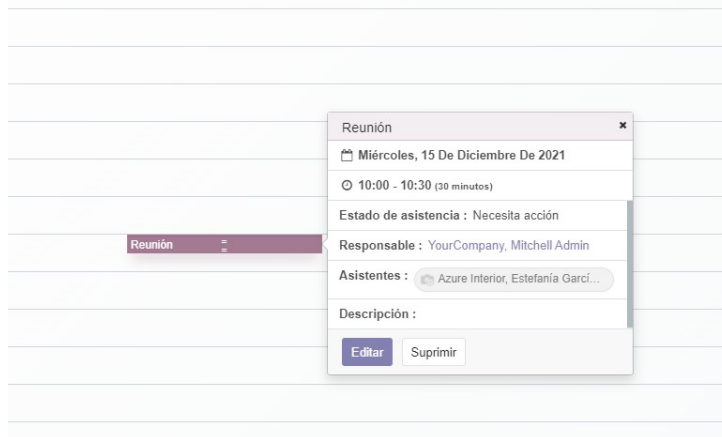 Reunión
Miércoles, 15 De Diciembre De 2021
10:00 - 10:30 (30 minutos)
Estado de asistencia : Necesita acción
Reunión
Responsable : YourCompany, Mitchell Admin
Asistentes : Azure Interior, Estefanía Garcí...
Descripción :
Editar Suprimir